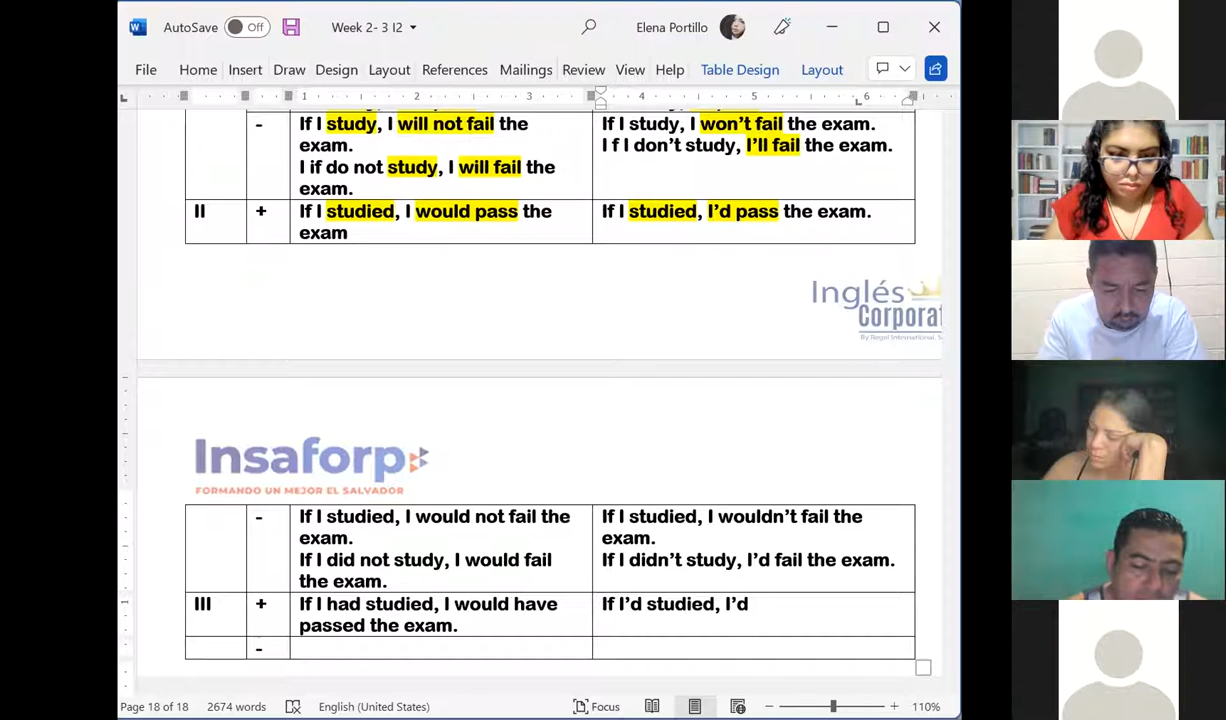 AutoSave Off Week 2- 3 I2 Elena Portillo
File Home Insert Draw Design Layout References Mailings Review View Help Table Design Layout
1 2 3 4 5 6
- If I study, I will not fail the
exam.
I if do not study, I will fail the
exam.
If I study, I won't fail the exam.
I f I don't study, I'll fail the exam.
II + If I studied, I would pass the
exam
If I studied, I'd pass the exam.
Inglés
Corporat
Insaforp
FORMANDO UN MEJOR EL SALVADOR
- If I studied, I would not fail the
exam.
If I did not study, I would fail
the exam.
If I studied, I wouldn't fail the
exam.
If I didn't study, I'd fail the exam.
III + If I had studied, I would have
passed the exam.
If I'd studied, I'd
-
Page 18 of 18 2674 words English (United States) Focus 110%